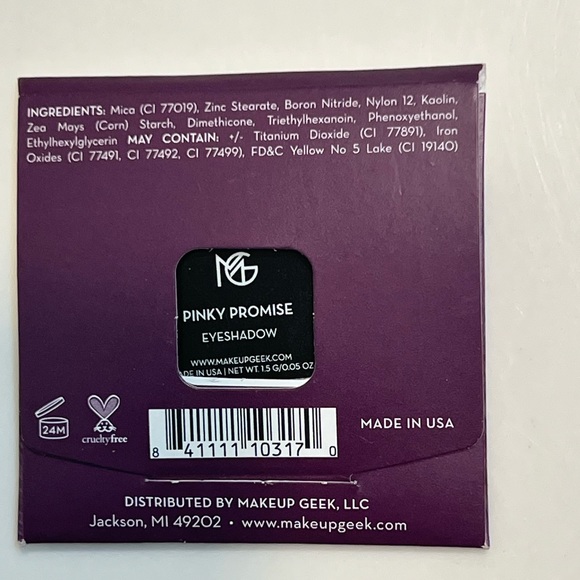 INGREDIENTS: Mica (CI 77019), Zinc Stearate, Boron Nitride, Nylon 12, Kaolin,
Zea Mays (Corn) Starch, Dimethicone, Triethylhexanoin, Phenoxyethanol,
Ethylhexylglycerin MAY CONTAIN: +/- Titanium Dioxide (CI 77891), Iron
Oxides (CI 77491, CI 77492, CI 77499), FD&C Yellow No 5 Lake (CI 19140)
MG
PINKY PROMISE
EYESHADOW
WWW.MAKEUPGEEK.COM
DE IN USA | NET WT. 1.5 G/0.05 OZ
24M
crueltyfree
8 41111 10317 0
MADE IN USA
DISTRIBUTED BY MAKEUP GEEK, LLC
Jackson, MI 49202 • www.makeupgeek.com